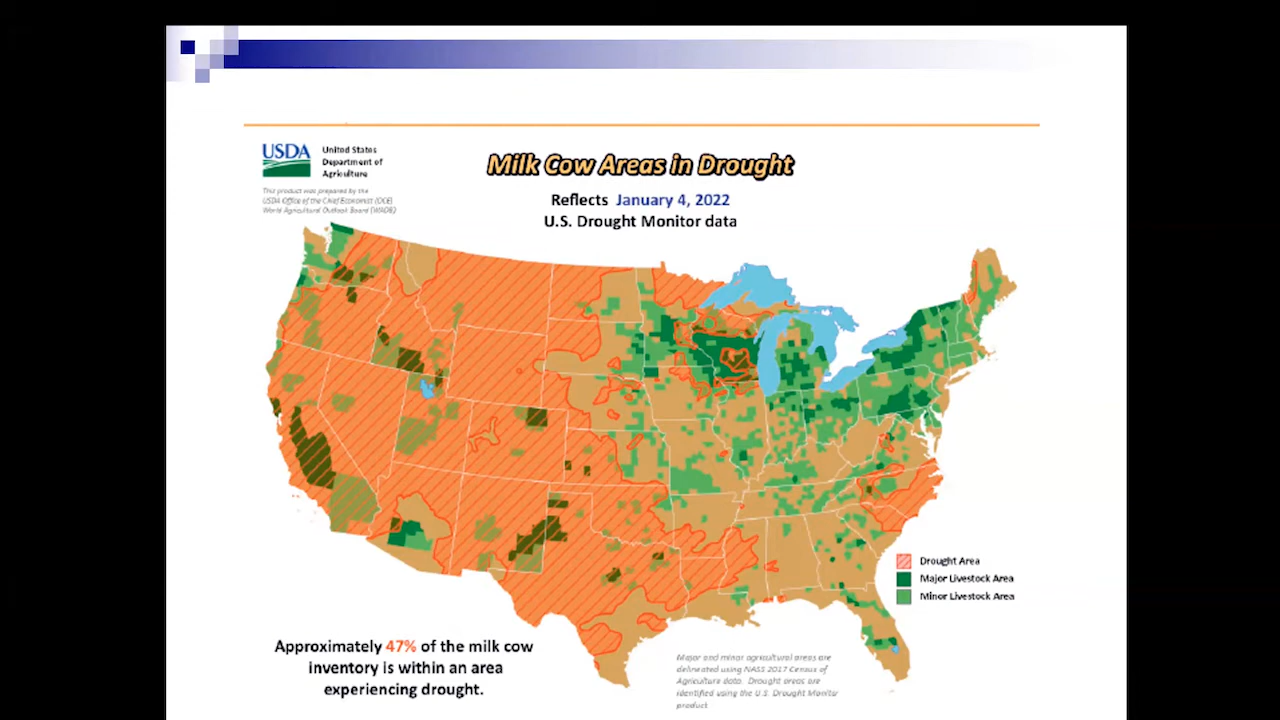 USDA
United States
Department of
Agriculture
This product was prepared by the
USDA Office of the Chief Economist (OCE)
World Agricultural Outlook Board (WAOB)
Milk Cow Areas in Drought
Reflects January 4, 2022
U.S. Drought Monitor data
Drought Area
Major Livestock Area
Minor Livestock Area
Approximately 47% of the milk cow
inventory is within an area
experiencing drought.
Major and minor agricultural areas are
delineated using NASS 2017 Census of
Agriculture data. Drought areas are
identified using the U.S. Drought Monitor
product.